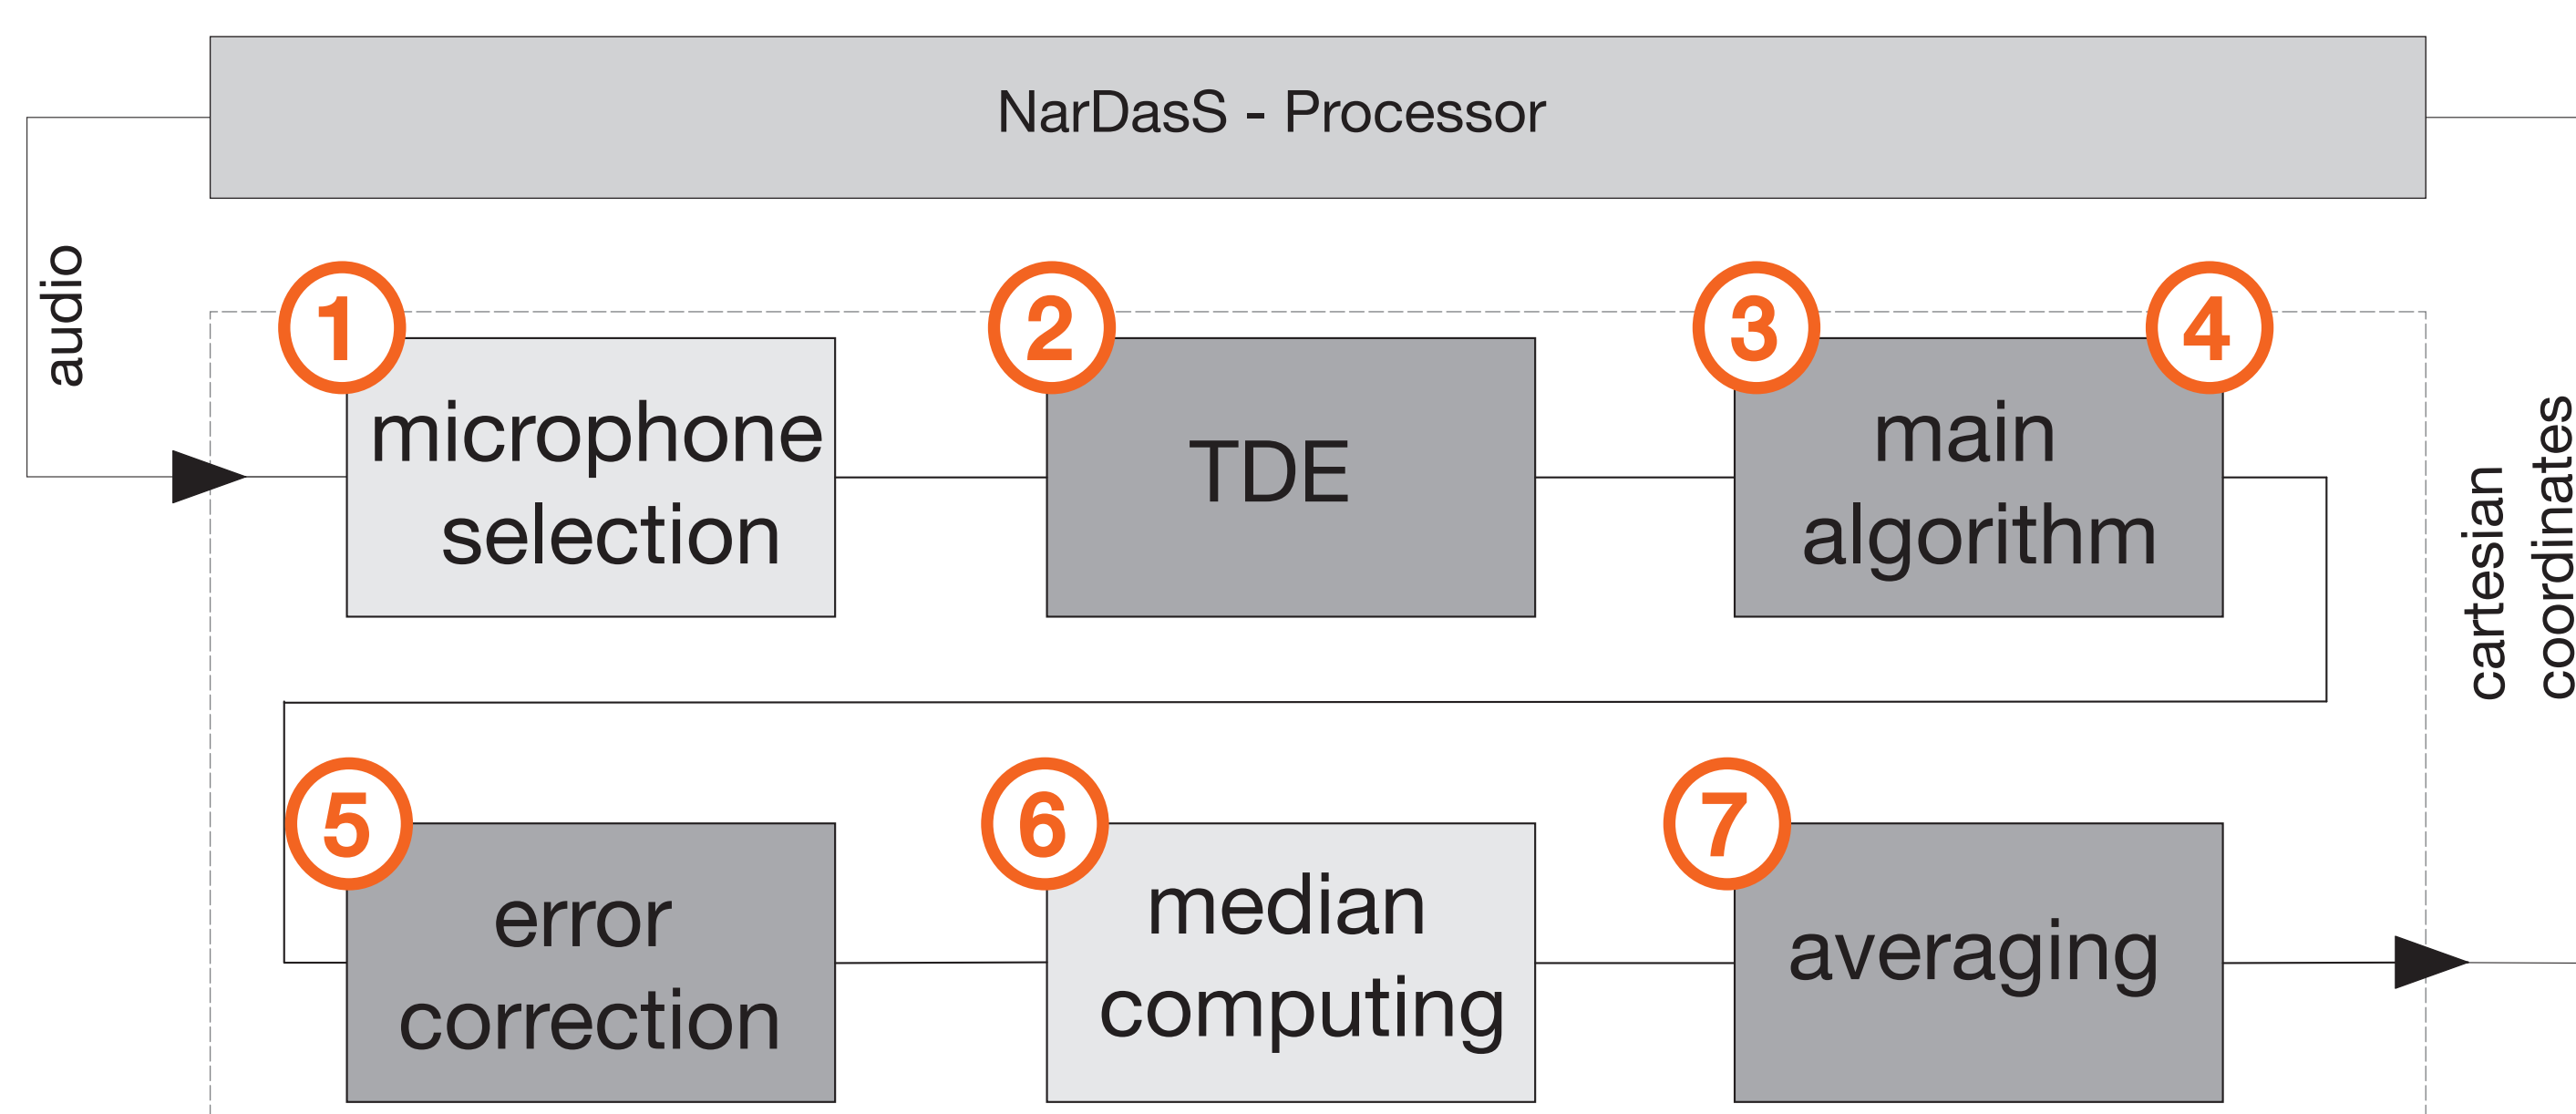 NarDasS - Processor
audio
1
microphone
selection
2
TDE
3
4
main
algorithm
cartesian
coordinates
5
error
correction
6
median
computing
7
averaging